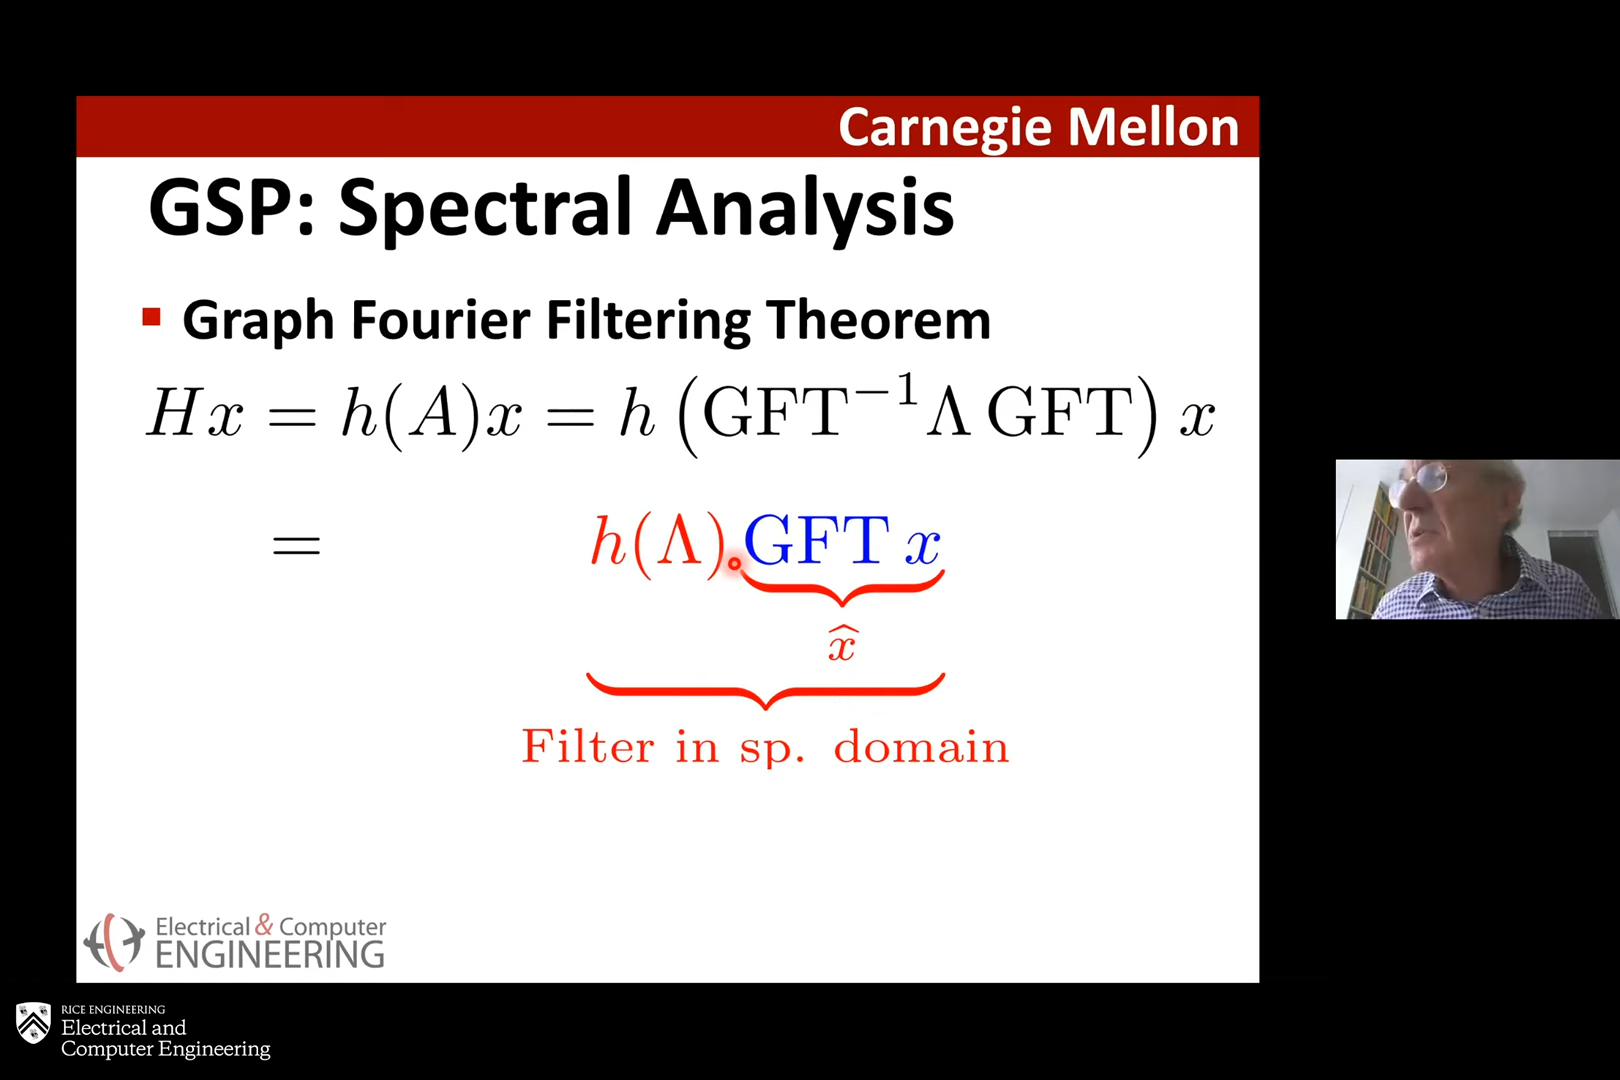 Carnegie Mellon
GSP: Spectral Analysis
▪ Graph Fourier Filtering Theorem
Hx = h(A)x = h (GFT⁻¹Λ GFT) x
= h(Λ).GFT x
x̂
Filter in sp. domain
Electrical & Computer
ENGINEERING
RICE ENGINEERING
Electrical and
Computer Engineering